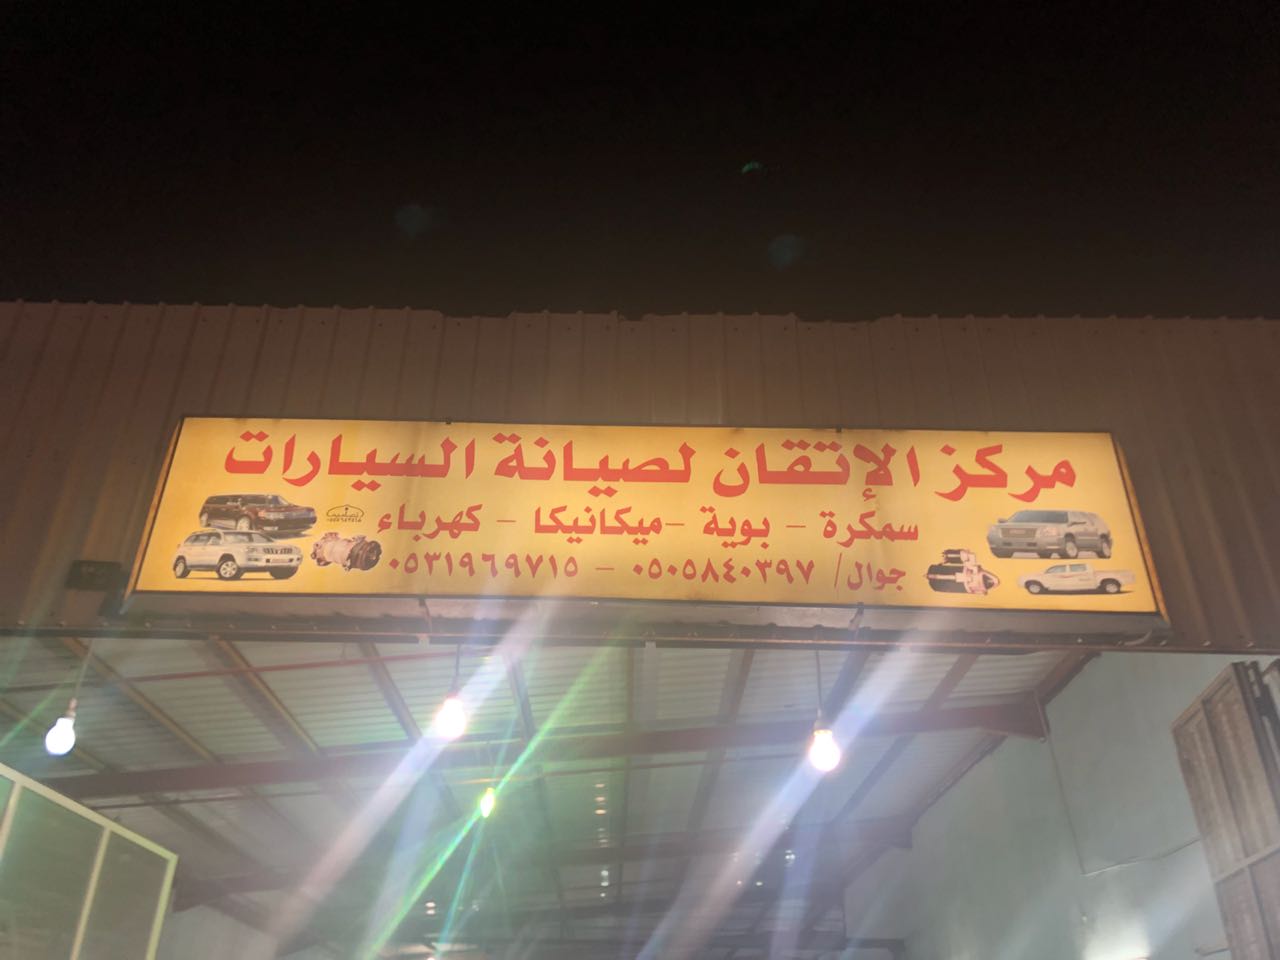 مركز الإتقان لصيانة السيارات
سمكرة - بوية - ميكانيكا - كهرباء
جوال / ٠٥٠٥٨٤٠٣٩٧ - ٠٥٣١٩٦٩٧١٥